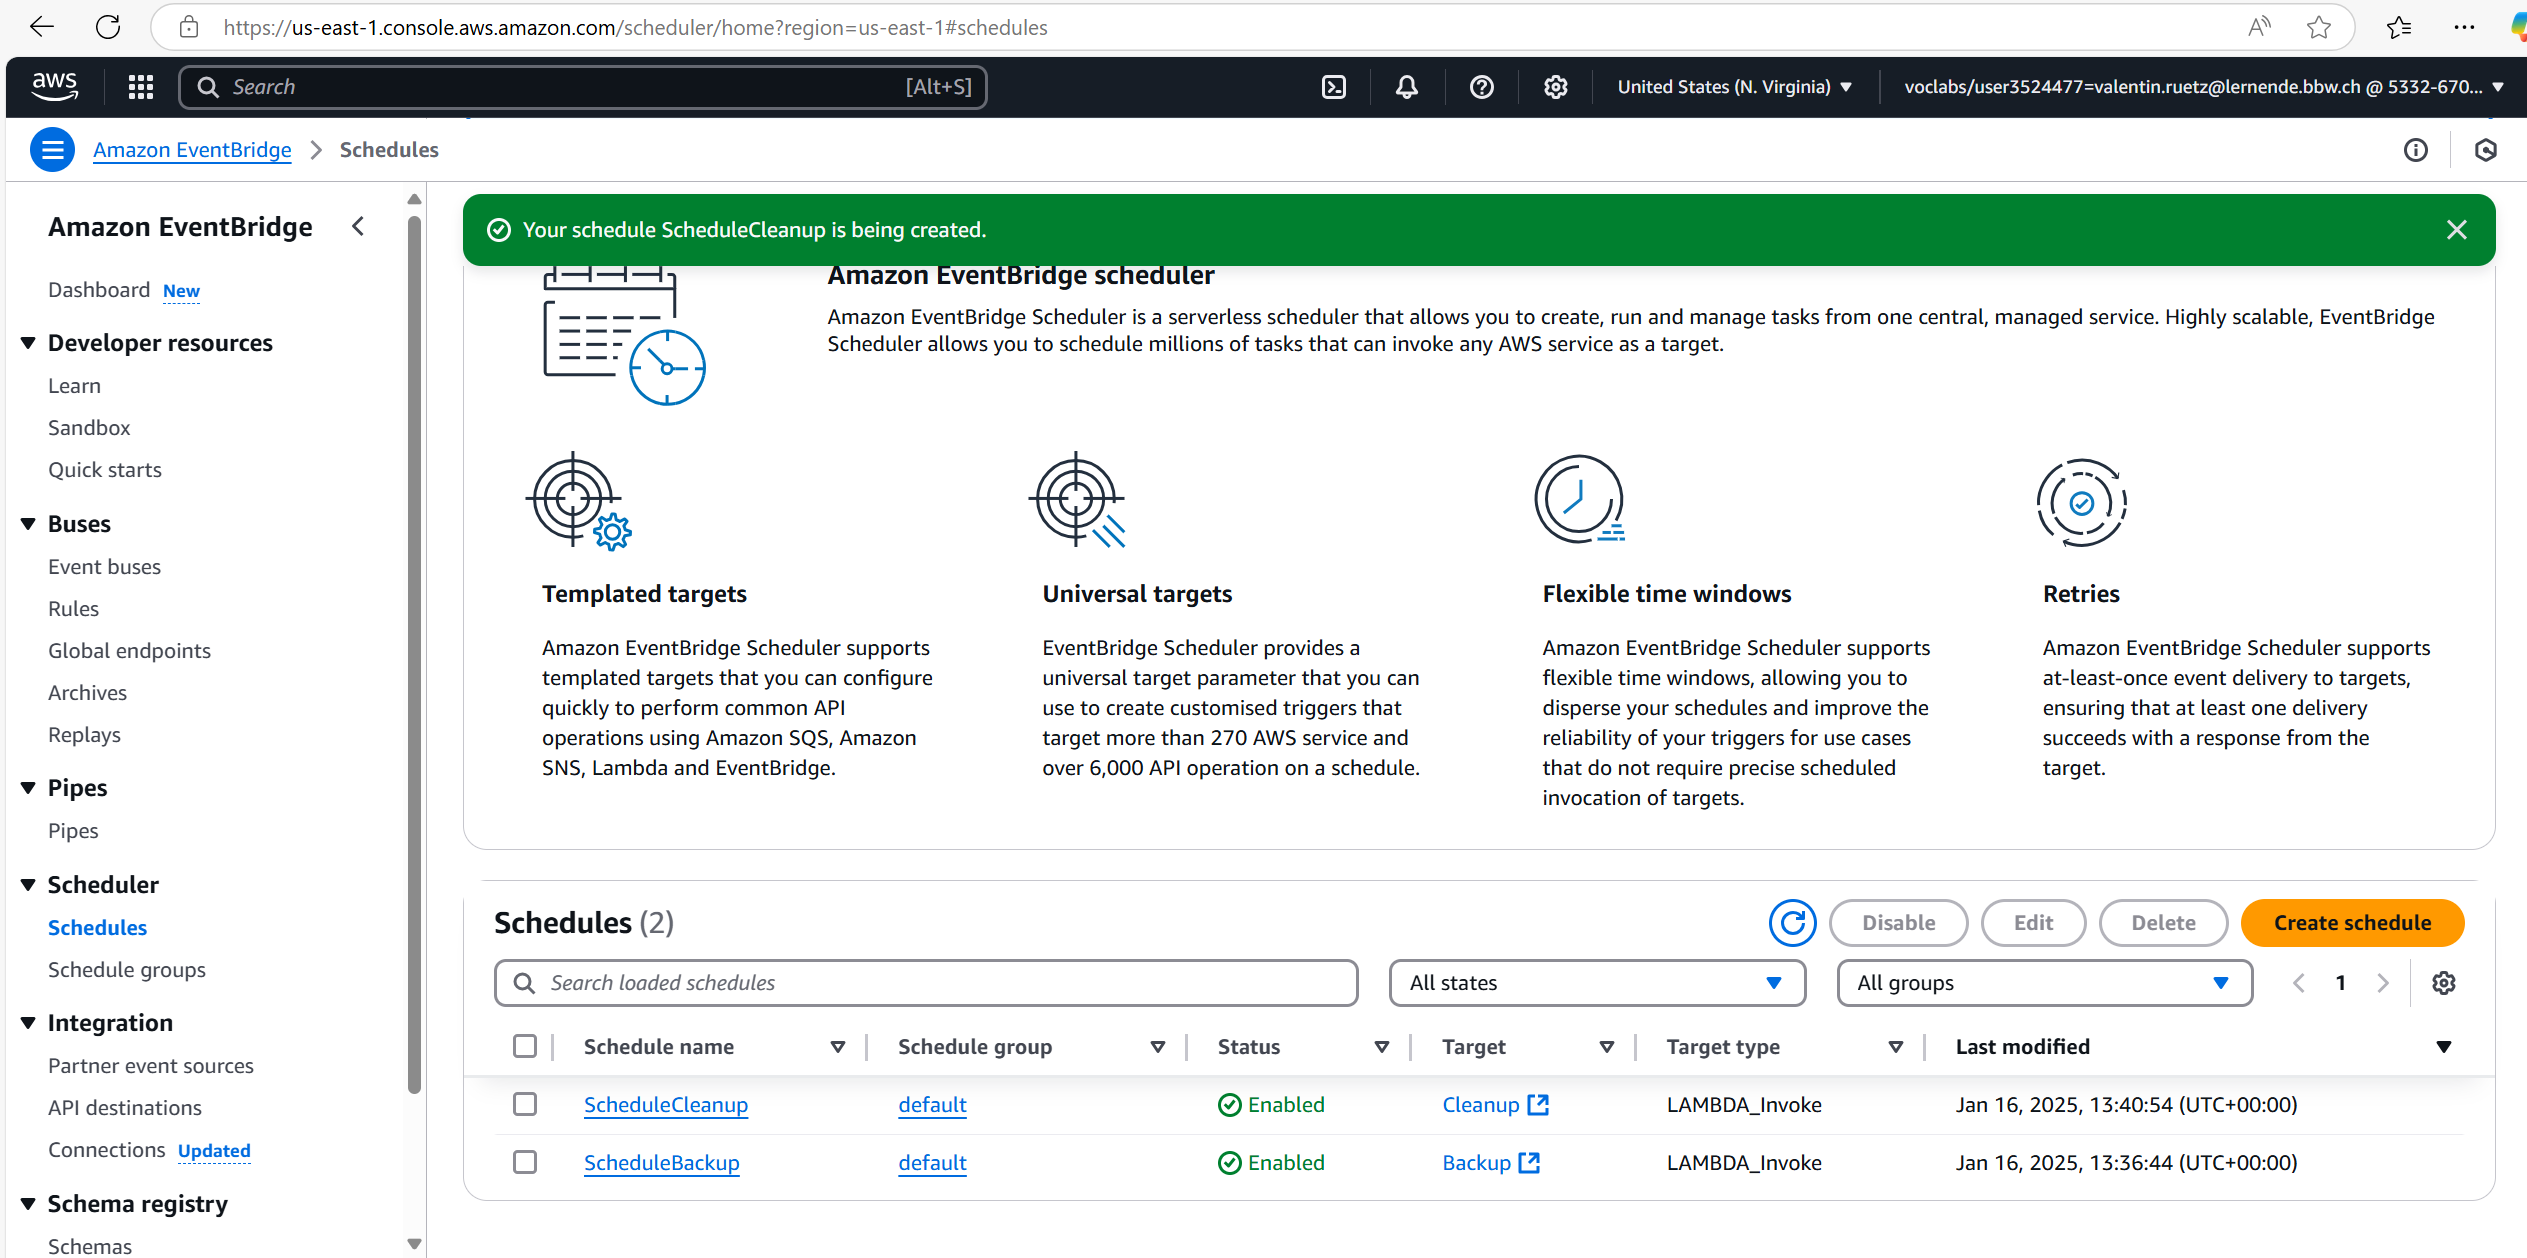 https://us-east-1.console.aws.amazon.com/scheduler/home?region=us-east-1#schedules
aws
Search
[Alt+S]
United States (N. Virginia)
voclabs/user3524477=valentin.ruetz@lernende.bbw.ch @ 5332-670...
Amazon EventBridge
Schedules
Amazon EventBridge
Dashboard New
Developer resources
Learn
Sandbox
Quick starts
Buses
Event buses
Rules
Global endpoints
Archives
Replays
Pipes
Pipes
Scheduler
Schedules
Schedule groups
Integration
Partner event sources
API destinations
Connections Updated
Schema registry
Schemas
Your schedule ScheduleCleanup is being created.
Amazon EventBridge scheduler
Amazon EventBridge Scheduler is a serverless scheduler that allows you to create, run and manage tasks from one central, managed service. Highly scalable, EventBridge
Scheduler allows you to schedule millions of tasks that can invoke any AWS service as a target.
Templated targets
Amazon EventBridge Scheduler supports
templated targets that you can configure
quickly to perform common API
operations using Amazon SQS, Amazon
SNS, Lambda and EventBridge.
Universal targets
EventBridge Scheduler provides a
universal target parameter that you can
use to create customised triggers that
target more than 270 AWS service and
over 6,000 API operation on a schedule.
Flexible time windows
Amazon EventBridge Scheduler supports
flexible time windows, allowing you to
disperse your schedules and improve the
reliability of your triggers for use cases
that do not require precise scheduled
invocation of targets.
Retries
Amazon EventBridge Scheduler supports
at-least-once event delivery to targets,
ensuring that at least one delivery
succeeds with a response from the
target.
Schedules (2)
Disable
Edit
Delete
Create schedule
Search loaded schedules
All states
All groups
1
Schedule name Schedule group Status Target Target type Last modified
ScheduleCleanup default Enabled Cleanup LAMBDA_Invoke Jan 16, 2025, 13:40:54 (UTC+00:00)
ScheduleBackup default Enabled Backup LAMBDA_Invoke Jan 16, 2025, 13:36:44 (UTC+00:00)